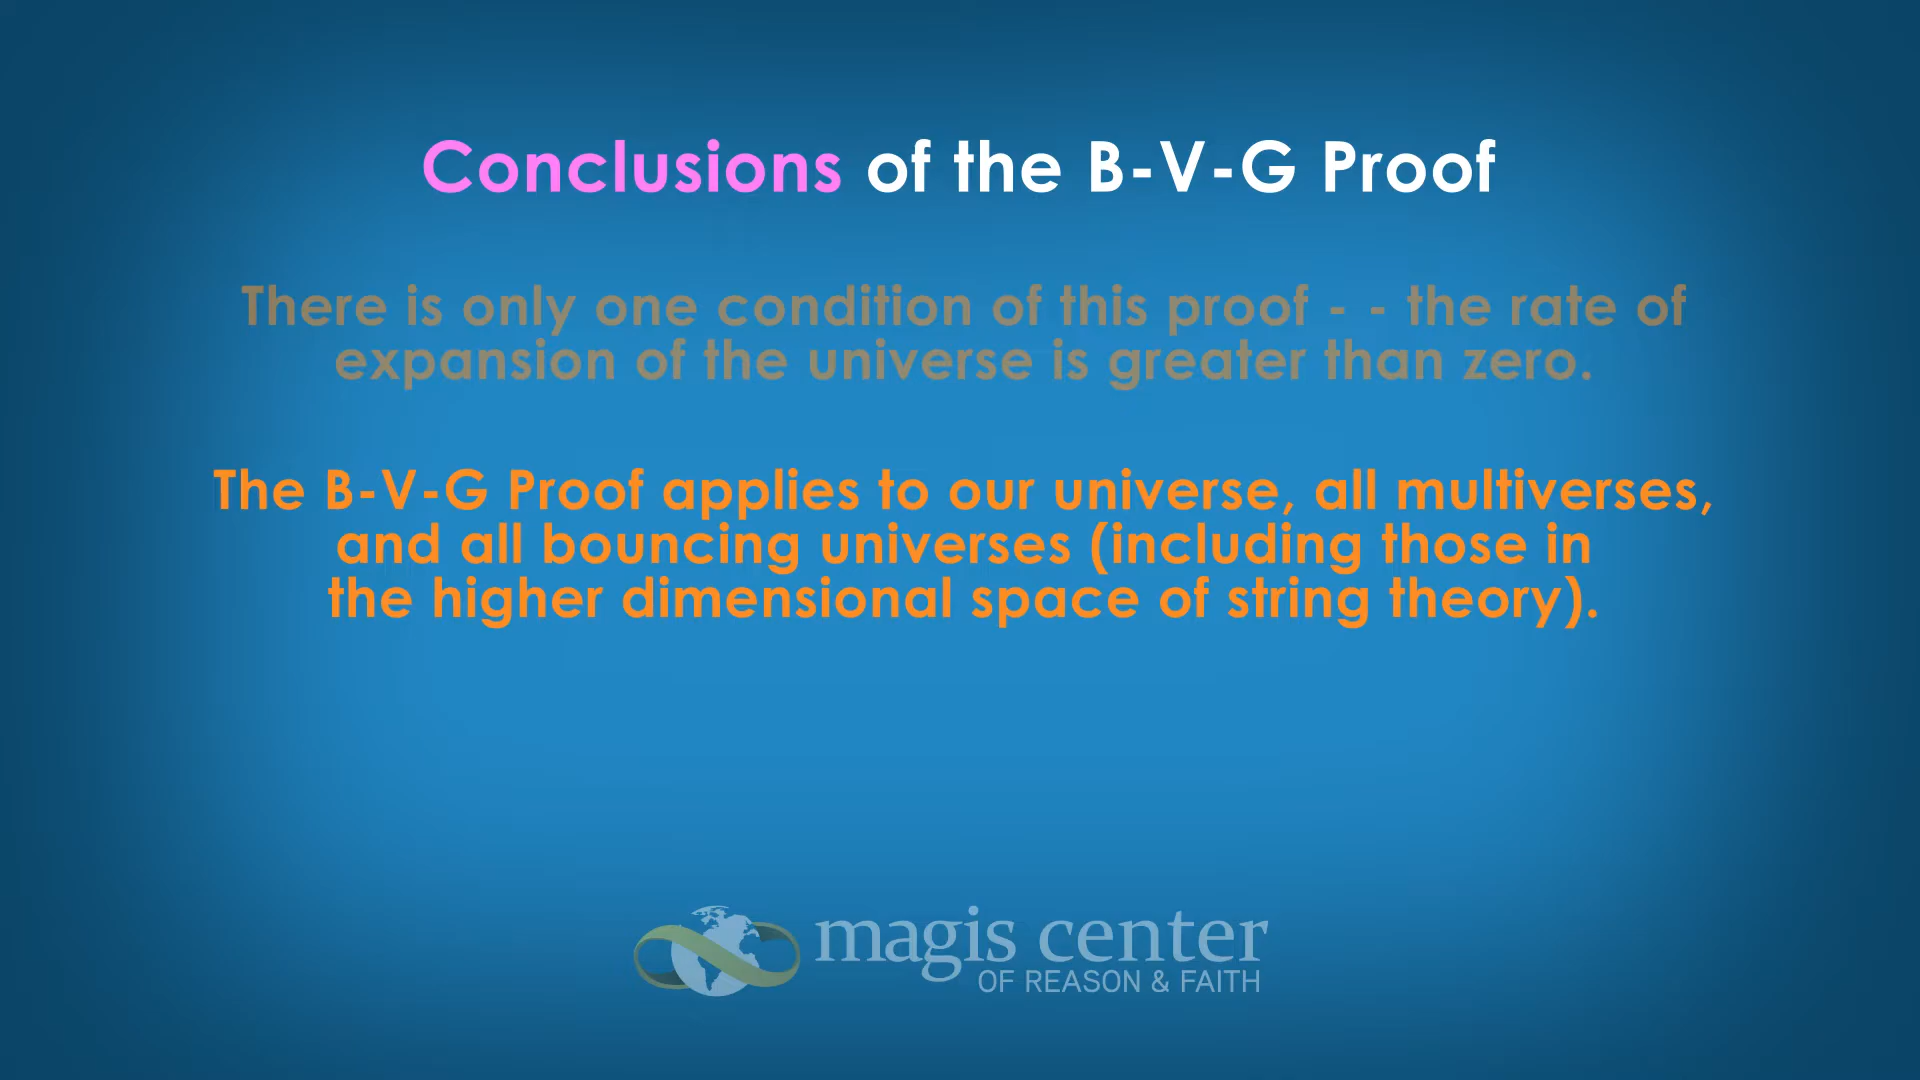 Conclusions of the B-V-G Proof
There is only one condition of this proof - - the rate of
expansion of the universe is greater than zero.
The B-V-G Proof applies to our universe, all multiverses,
and all bouncing universes (including those in
the higher dimensional space of string theory).
magis center
OF REASON & FAITH